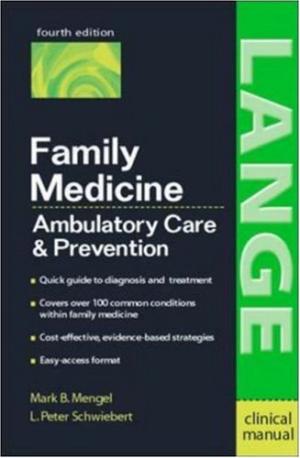 fourth edition
LANGE
Family
Medicine
Ambulatory Care
& Prevention
Quick guide to diagnosis and treatment
Covers over 100 common conditions
within family medicine
Cost-effective, evidence-based strategies
Easy-access format
Mark B. Mengel
L. Peter Schwiebert
clinical
manual